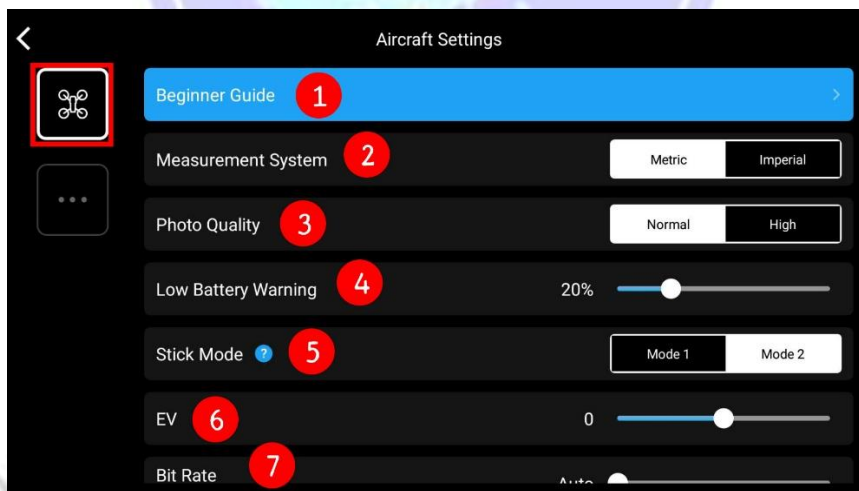 Aircraft Settings
Beginner Guide 1
Measurement System 2 Metric Imperial
Photo Quality 3 Normal High
Low Battery Warning 4 20%
Stick Mode ? 5 Mode 1 Mode 2
EV 6 0
Bit Rate 7 Auto